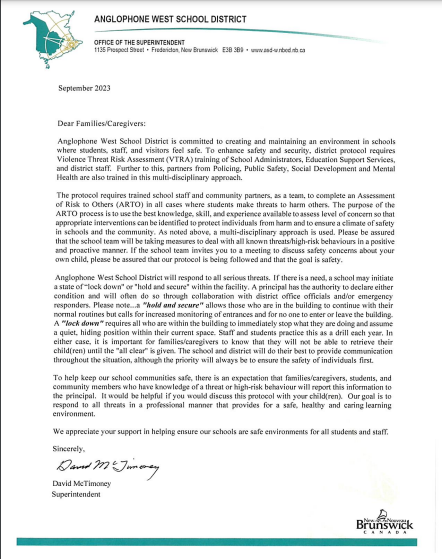 ANGLOPHONE WEST SCHOOL DISTRICT
OFFICE OF THE SUPERINTENDENT
1135 Prospect Street • Fredericton, New Brunswick E3B 3B9 • www.asd-w.nbed.nb.ca
September 2023
Dear Families/Caregivers:
Anglophone West School District is committed to creating and maintaining an environment in schools
where students, staff, and visitors feel safe. To enhance safety and security, district protocol requires
Violence Threat Risk Assessment (VTRA) training of School Administrators, Education Support Services,
and district staff. Further to this, partners from Policing, Public Safety, Social Development and Mental
Health are also trained in this multi-disciplinary approach.
The protocol requires trained school staff and community partners, as a team, to complete an Assessment
of Risk to Others (ARTO) in all cases where students make threats to harm others. The purpose of the
ARTO process is to use the best knowledge, skill, and experience available to assess level of concern so that
appropriate interventions can be identified to protect individuals from harm and to ensure a climate of safety
in schools and the community. As noted above, a multi-disciplinary approach is used. Please be assured
that the school team will be taking measures to deal with all known threats/high-risk behaviours in a positive
and proactive manner. If the school team invites you to a meeting to discuss safety concerns about your
own child, please be assured that our protocol is being followed and that the goal is safety.
Anglophone West School District will respond to all serious threats. If there is a need, a school may initiate
a state of "lock down" or "hold and secure" within the facility. A principal has the authority to declare either
condition and will often do so through collaboration with district office officials and/or emergency
responders. Please note...a "hold and secure" allows those who are in the building to continue with their
normal routines but calls for increased monitoring of entrances and for no one to enter or leave the building.
A "lock down" requires all who are within the building to immediately stop what they are doing and assume
a quiet, hiding position within their current space. Staff and students practice this as a drill each year. In
either case, it is important for families/caregivers to know that they will not be able to retrieve their
child(ren) until the "all clear" is given. The school and district will do their best to provide communication
throughout the situation, although the priority will always be to ensure the safety of individuals first.
To help keep our school communities safe, there is an expectation that families/caregivers, students, and
community members who have knowledge of a threat or high-risk behaviour will report this information to
the principal. It would be helpful if you would discuss this protocol with your child(ren). Our goal is to
respond to all threats in a professional manner that provides for a safe, healthy and caring learning
environment.
We appreciate your support in helping ensure our schools are safe environments for all students and staff.
Sincerely,
David McTimoney
David McTimoney
Superintendent
New Nouveau
Brunswick
CANADA